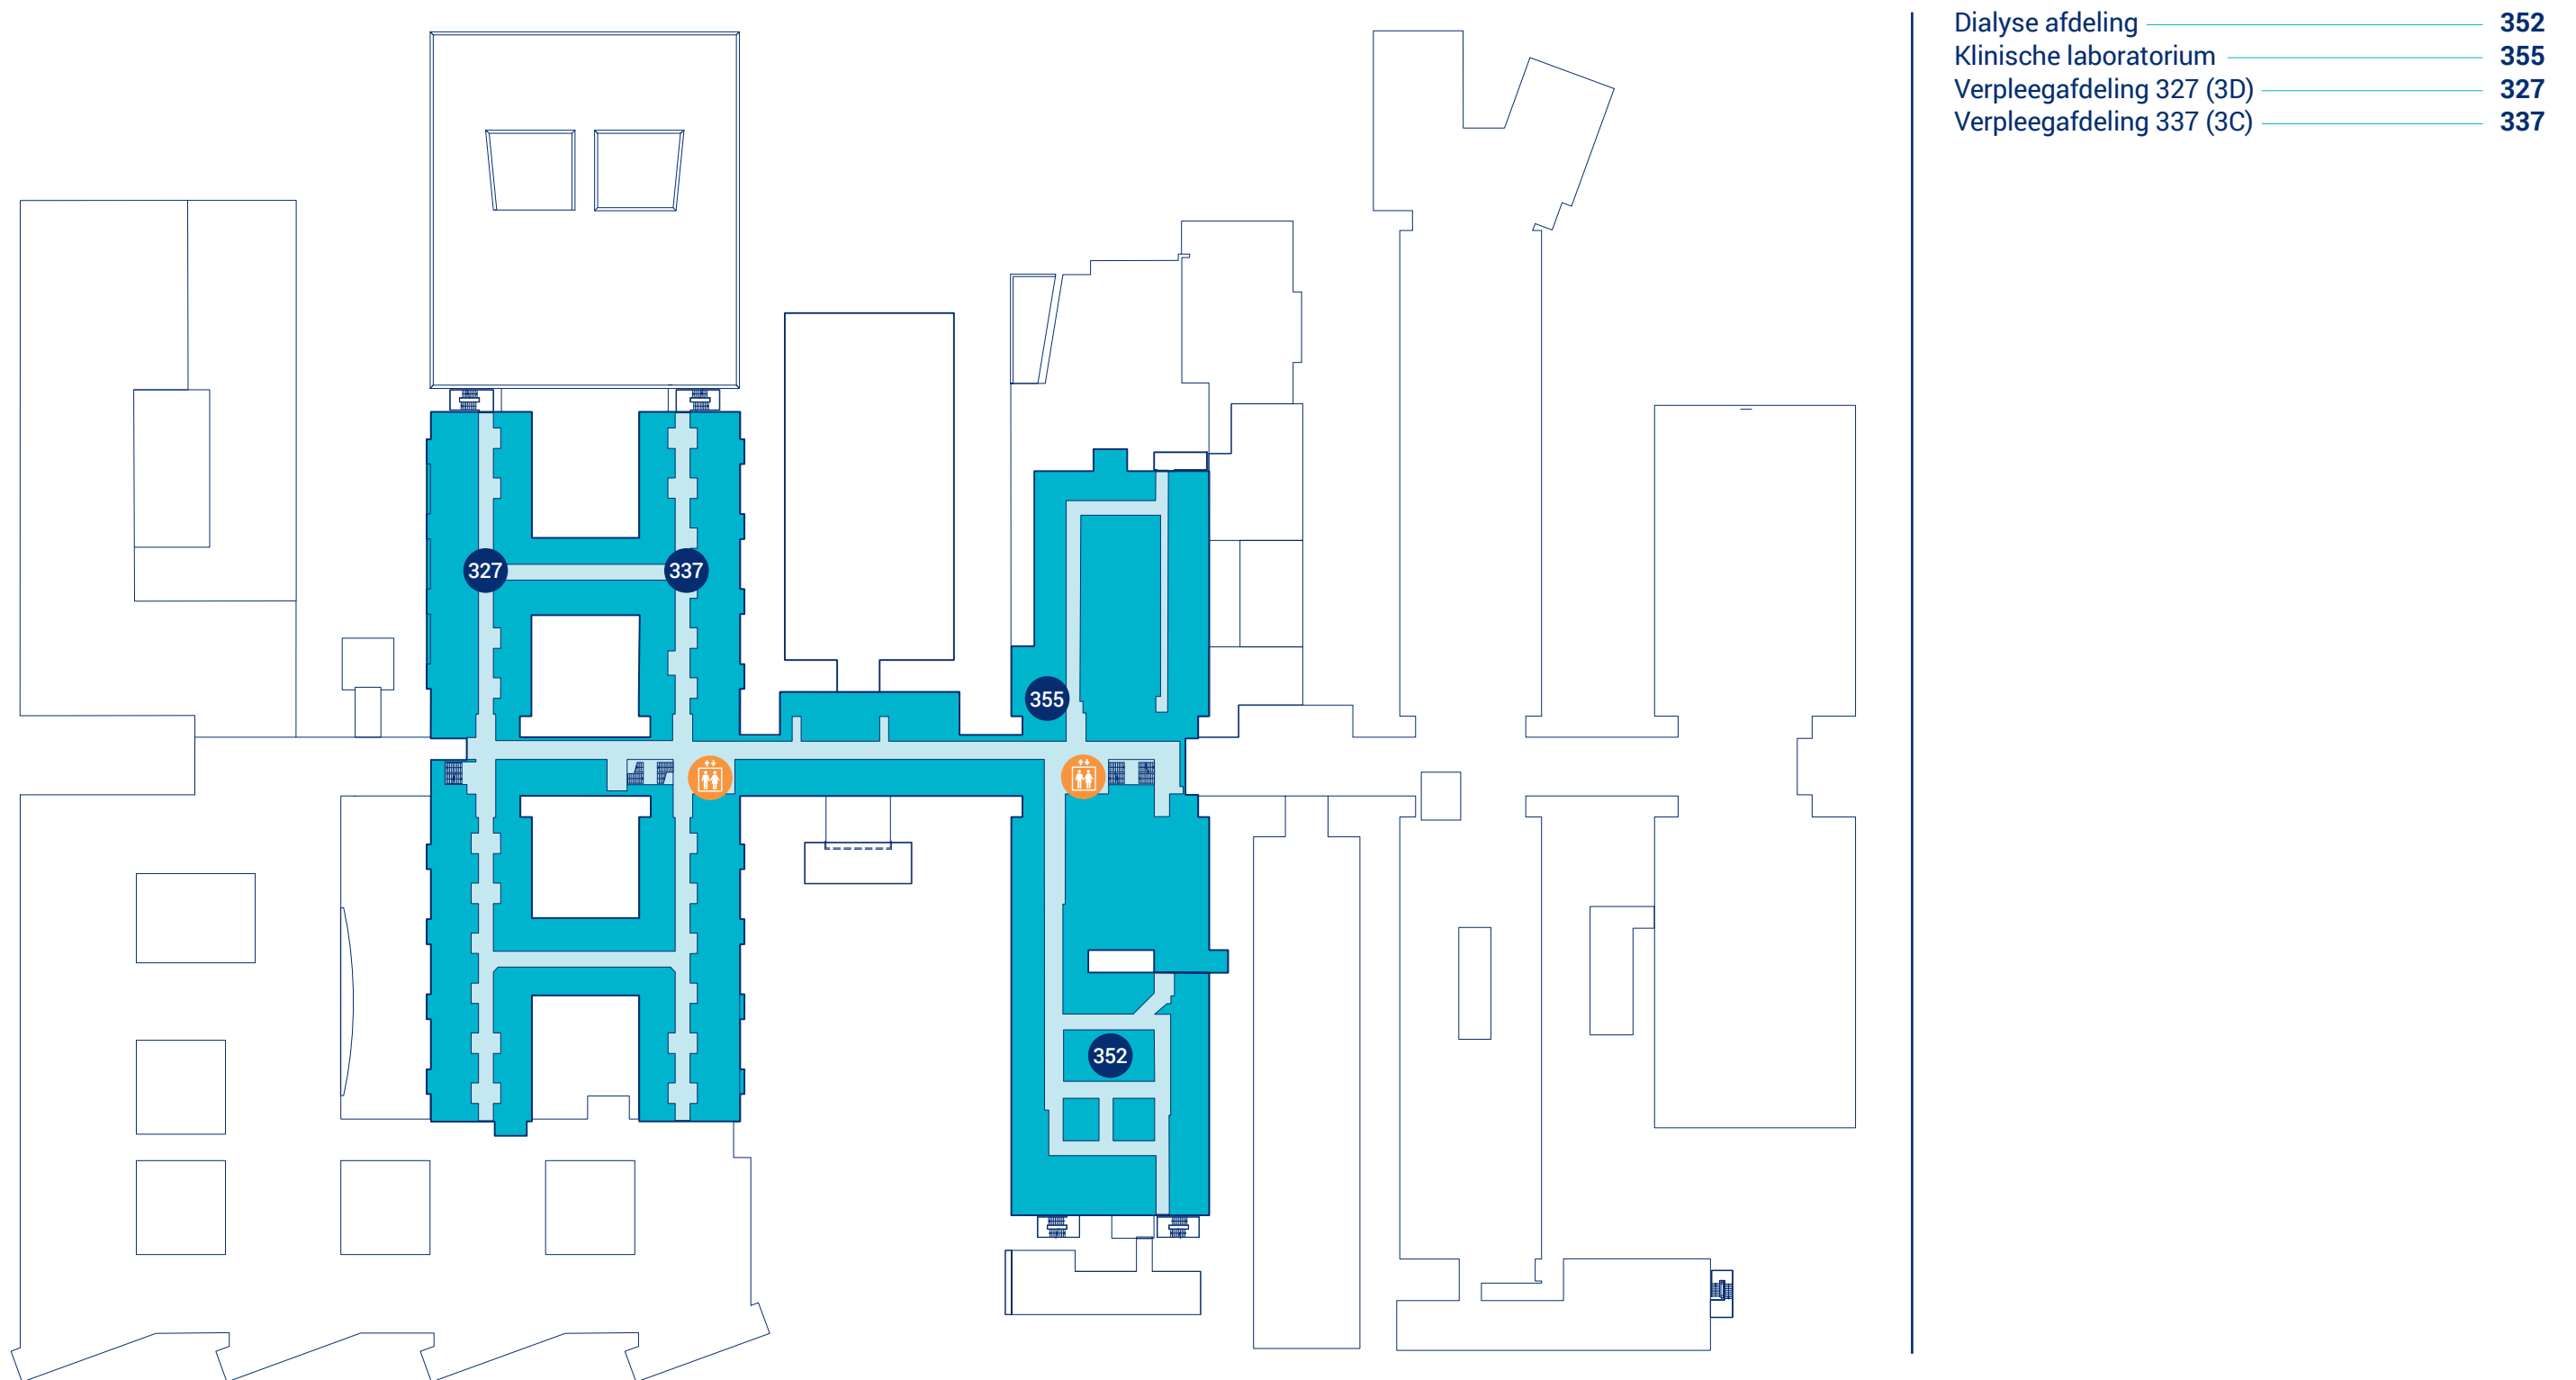 Dialyse afdeling 352
Klinische laboratorium 355
Verpleegafdeling 327 (3D) 327
Verpleegafdeling 337 (3C) 337
327
337
355
352